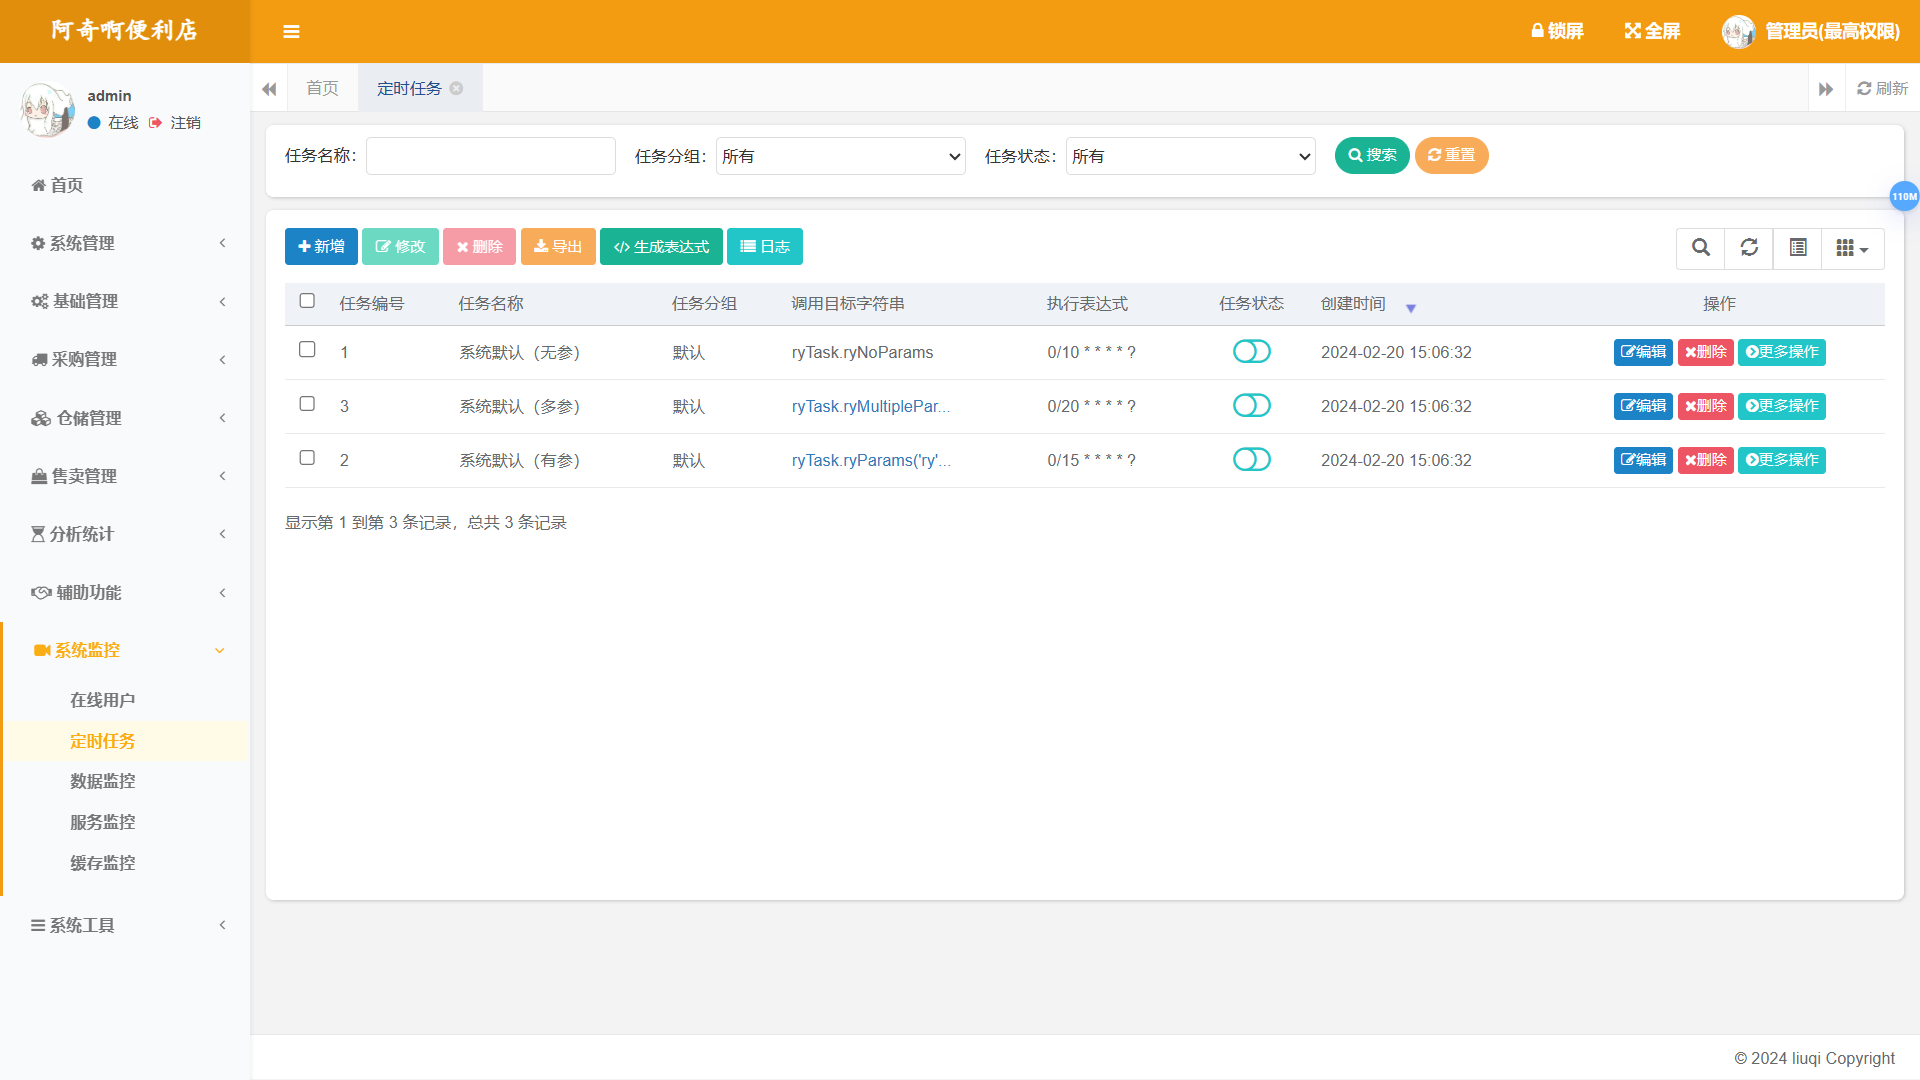 阿奇啊便利店
锁屏 全屏 管理员(最高权限)
admin
在线 注销
首页
系统管理
基础管理
采购管理
仓储管理
售卖管理
分析统计
辅助功能
系统监控
在线用户
定时任务
数据监控
服务监控
缓存监控
系统工具
首页 定时任务 刷新
任务名称： 任务分组： 所有 任务状态： 所有 搜索 重置
110M
新增 修改 删除 导出 生成表达式 日志
任务编号 任务名称 任务分组 调用目标字符串 执行表达式 任务状态 创建时间 操作
1 系统默认（无参） 默认 ryTask.ryNoParams 0/10 * * * * ? 2024-02-20 15:06:32 编辑 删除 更多操作
3 系统默认（多参） 默认 ryTask.ryMultiplePar... 0/20 * * * * ? 2024-02-20 15:06:32 编辑 删除 更多操作
2 系统默认（有参） 默认 ryTask.ryParams('ry'... 0/15 * * * * ? 2024-02-20 15:06:32 编辑 删除 更多操作
显示第 1 到第 3 条记录，总共 3 条记录
© 2024 liuqi Copyright